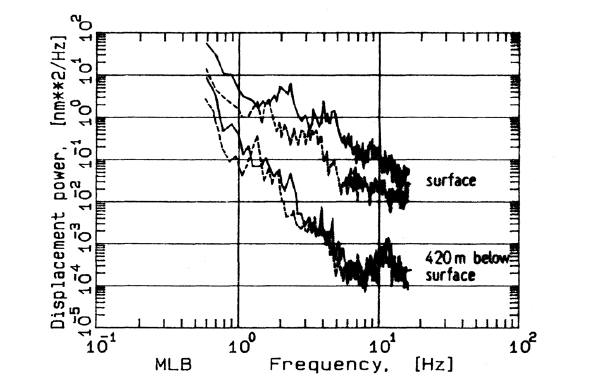 Displacement power, [nm**2/Hz]
10^2
10^1
10^0
10^-1
10^-2
10^-3
10^-4
10^-5
surface
420 m below
surface
10^-1 10^0 10^1 10^2
MLB Frequency, [Hz]